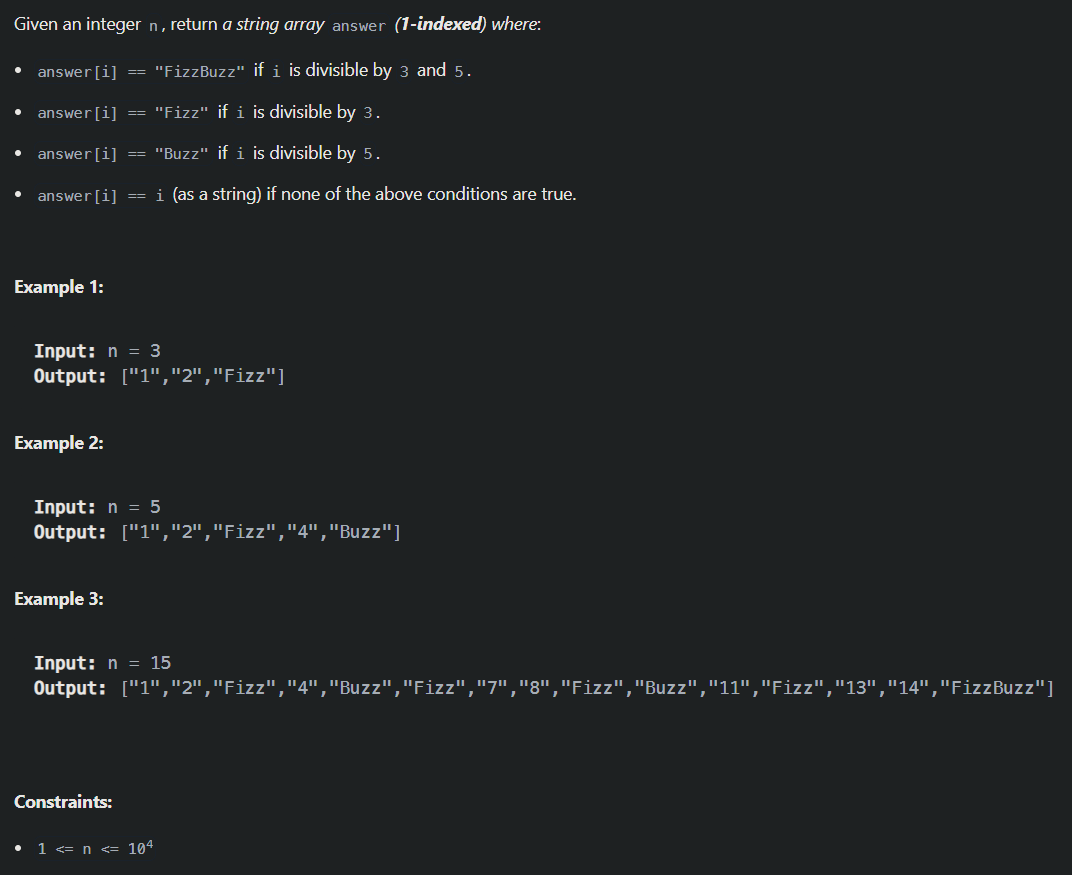 Given an integer n, return a string array answer (1-indexed) where:
• answer[i] == "FizzBuzz" if i is divisible by 3 and 5.
• answer[i] == "Fizz" if i is divisible by 3.
• answer[i] == "Buzz" if i is divisible by 5.
• answer[i] == i (as a string) if none of the above conditions are true.
Example 1:
Input: n = 3
Output: ["1","2","Fizz"]
Example 2:
Input: n = 5
Output: ["1","2","Fizz","4","Buzz"]
Example 3:
Input: n = 15
Output: ["1","2","Fizz","4","Buzz","Fizz","7","8","Fizz","Buzz","11","Fizz","13","14","FizzBuzz"]
Constraints:
• 1 <= n <= 10⁴